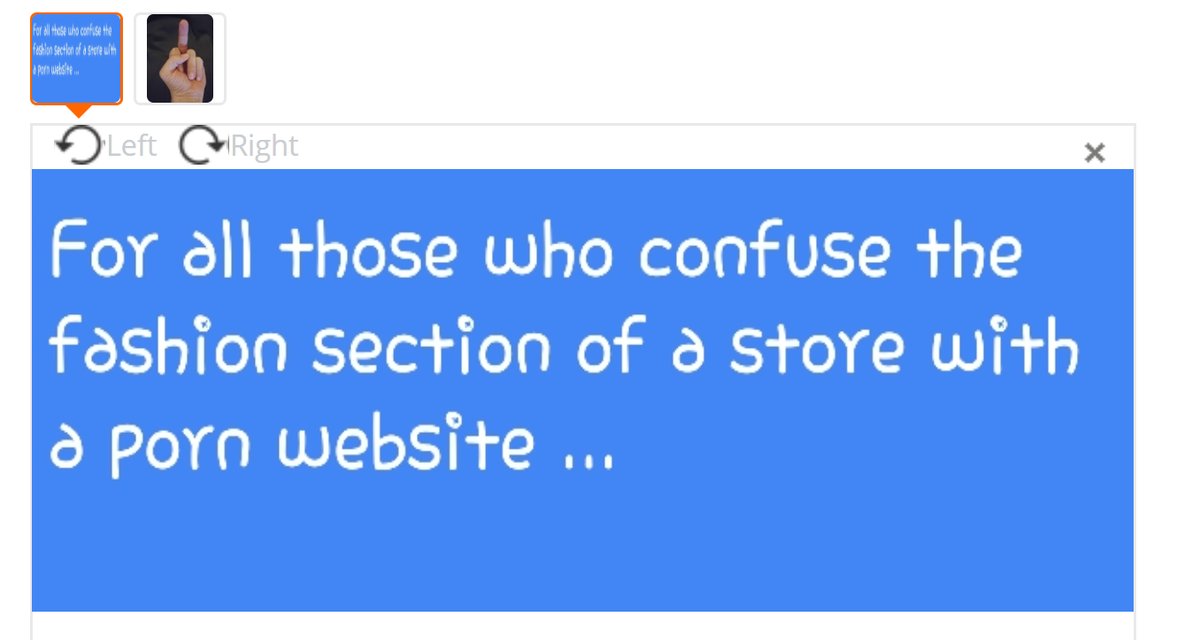 For all those who confuse the
fashion section of a store with
a porn website ...
Left Right
For all those who confuse the
fashion section of a store with
a porn website ...